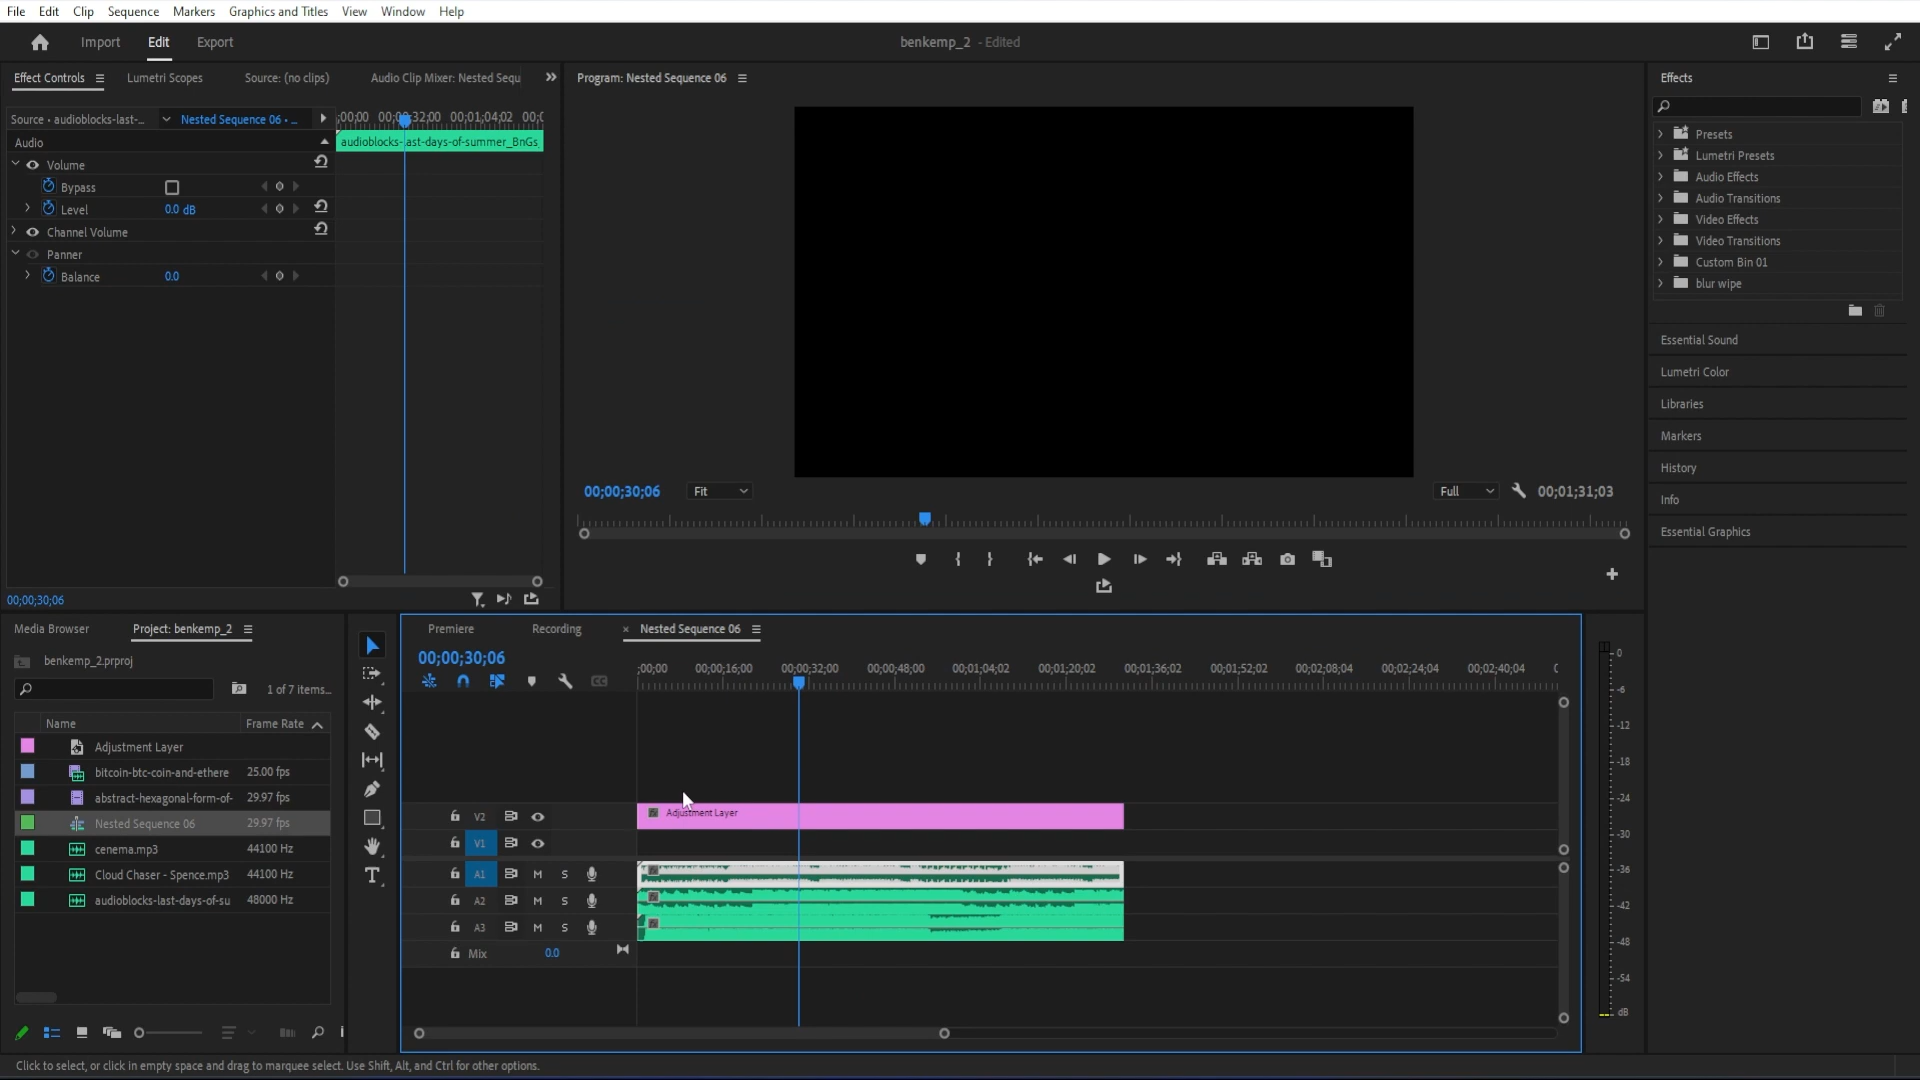 File Edit Clip Sequence Markers Graphics and Titles View Window Help
Import Edit Export
benkemp_2 - Edited
Effect Controls Lumetri Scopes Source: (no clips) Audio Clip Mixer: Nested Sequ
Source • audioblocks-last-... Nested Sequence 06 • ...
;00;00 00;00;32;00 00;01;04;02
Audio
audioblocks-last-days-of-summer_BnGs
Volume
Bypass
Level 0.0 dB
Channel Volume
Panner
Balance 0.0
00;00;30;06
Program: Nested Sequence 06
00;00;30;06 Fit Full 00;01;31;03
Effects
Presets
Lumetri Presets
Audio Effects
Audio Transitions
Video Effects
Video Transitions
Custom Bin 01
blur wipe
Essential Sound
Lumetri Color
Libraries
Markers
History
Info
Essential Graphics
Media Browser Project: benkemp_2
benkemp_2.prproj
1 of 7 items...
Name Frame Rate
Adjustment Layer
bitcoin-btc-coin-and-ethere 25.00 fps
abstract-hexagonal-form-of- 29.97 fps
Nested Sequence 06 29.97 fps
cenema.mp3 44100 Hz
Cloud Chaser - Spence.mp3 44100 Hz
audioblocks-last-days-of-su 48000 Hz
Premiere Recording × Nested Sequence 06
00;00;30;06
;00;00 00;00;16;00 00;00;32;00 00;00;48;00 00;01;04;02 00;01;20;02 00;01;36;02 00;01;52;02 00;02;08;04 00;02;24;04 00;02;40;04
V2 Adjustment Layer
V1
A1 M S
A2 M S
A3 M S
Mix 0.0
0
-6
-12
-18
-24
-30
-36
-42
-48
-54
dB
Click to select, or click in empty space and drag to marquee select. Use Shift, Alt, and Ctrl for other options.